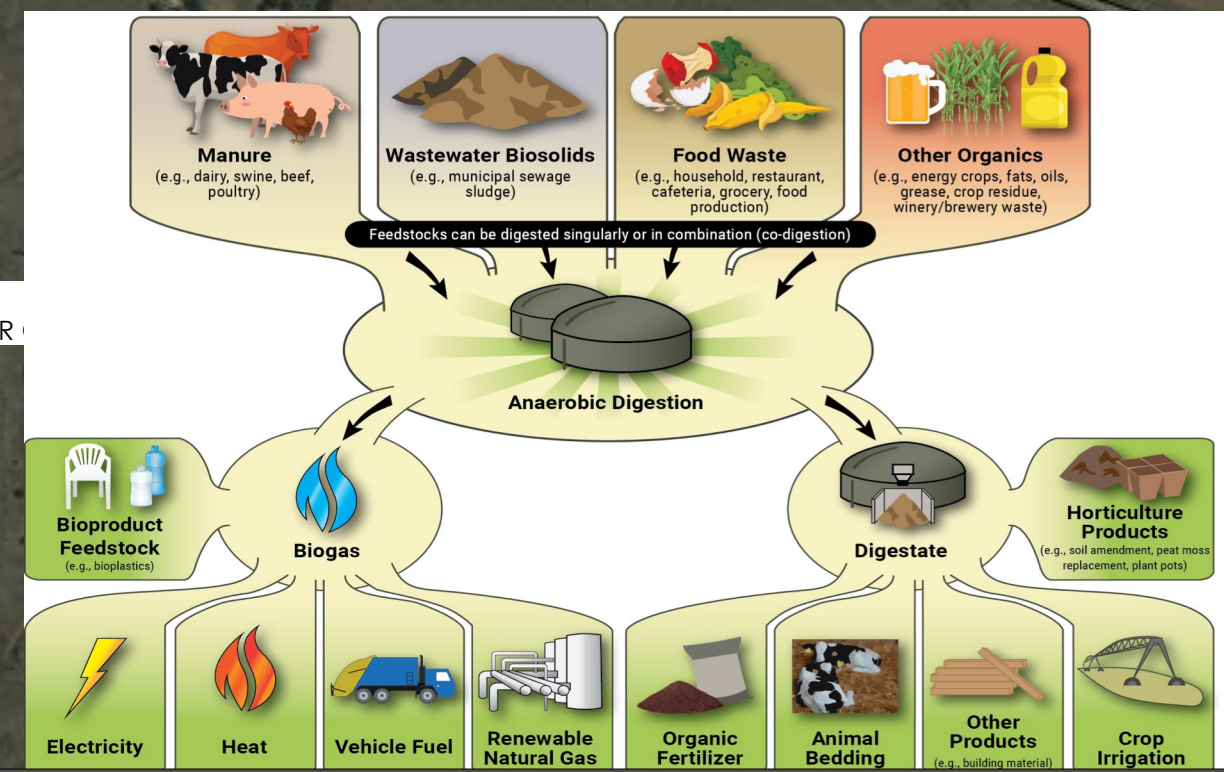 Manure
(e.g., dairy, swine, beef,
poultry)
Wastewater Biosolids
(e.g., municipal sewage
sludge)
Food Waste
(e.g., household, restaurant,
cafeteria, grocery, food
production)
Other Organics
(e.g., energy crops, fats, oils,
grease, crop residue,
winery/brewery waste)
Feedstocks can be digested singularly or in combination (co-digestion)
R
Anaerobic Digestion
Bioproduct
Feedstock
(e.g., bioplastics)
Biogas
Digestate
Horticulture
Products
(e.g., soil amendment, peat moss
replacement, plant pots)
Electricity
Heat
Vehicle Fuel
Renewable
Natural Gas
Organic
Fertilizer
Animal
Bedding
Other
Products
(e.g., building material)
Crop
Irrigation